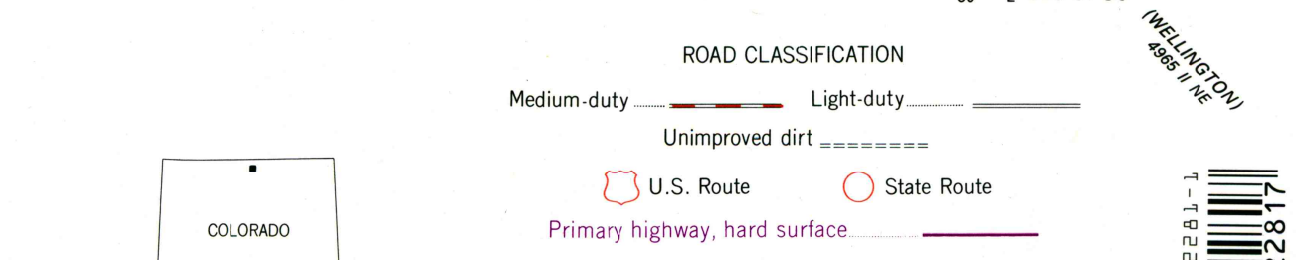 ROAD CLASSIFICATION
Medium-duty Light-duty
Unimproved dirt
U.S. Route State Route
Primary highway, hard surface
COLORADO
(WELLINGTON)
4965 II NE